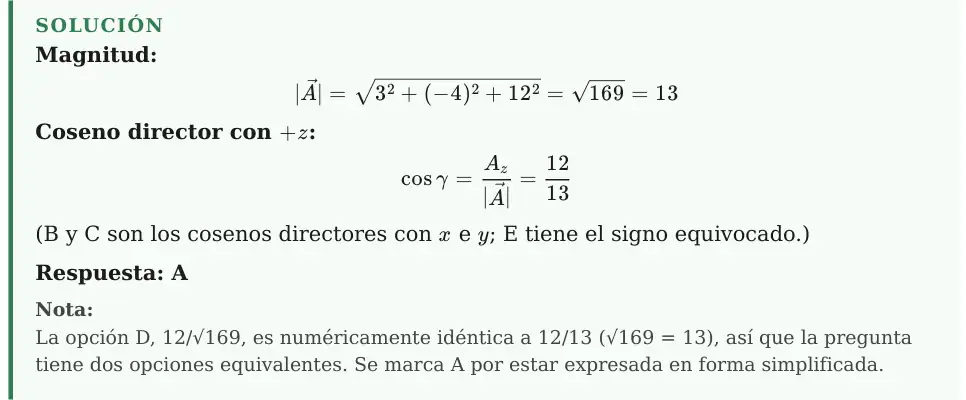 SOLUCIÓN
Magnitud:
|A⃗| = √(3² + (−4)² + 12²) = √169 = 13
Coseno director con +z:
cos γ = A_z / |A⃗| = 12 / 13
(B y C son los cosenos directores con x e y; E tiene el signo equivocado.)
Respuesta: A
Nota:
La opción D, 12/√169, es numéricamente idéntica a 12/13 (√169 = 13), así que la pregunta
tiene dos opciones equivalentes. Se marca A por estar expresada en forma simplificada.